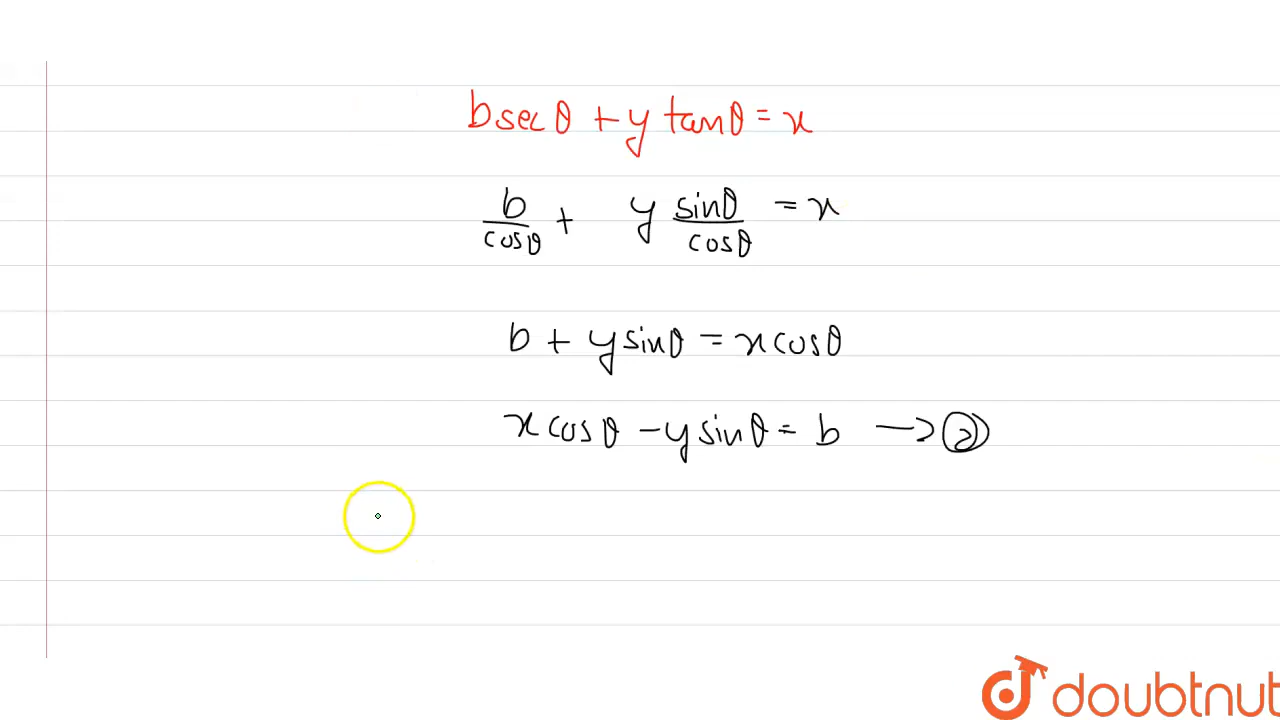 b sec θ + y tan θ = x
b/cos θ + y sin θ/cos θ = x
b + y sin θ = x cos θ
x cos θ − y sin θ = b → ②
doubtnut